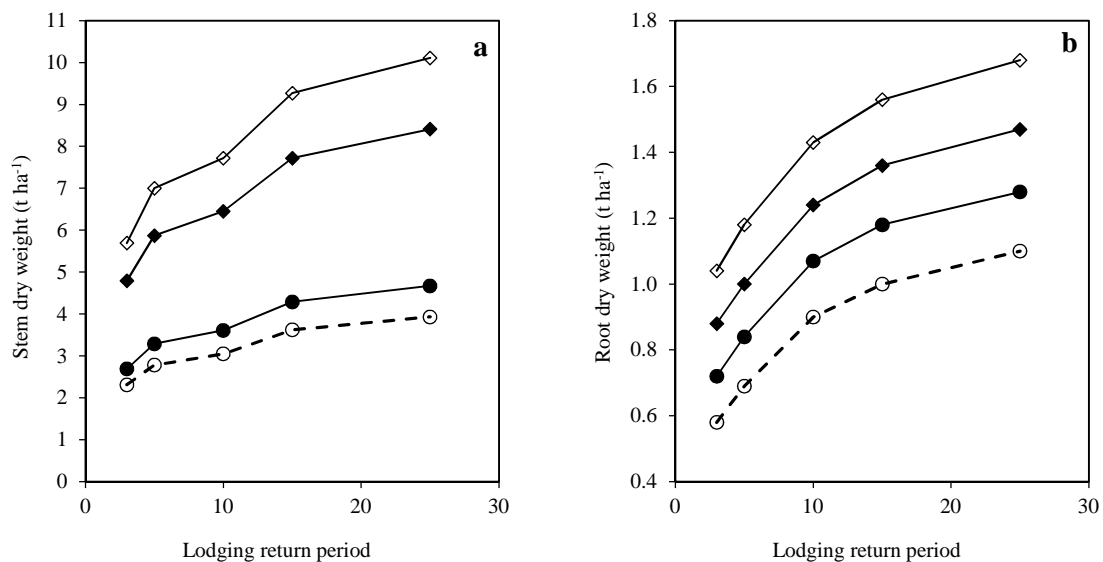 a
11
10
9
8
7
6
5
4
3
2
1
0
Stem dry weight (t ha⁻¹)
0 10 20 30
Lodging return period
b
1.8
1.6
1.4
1.2
1.0
0.8
0.6
0.4
Root dry weight (t ha⁻¹)
0 10 20 30
Lodging return period